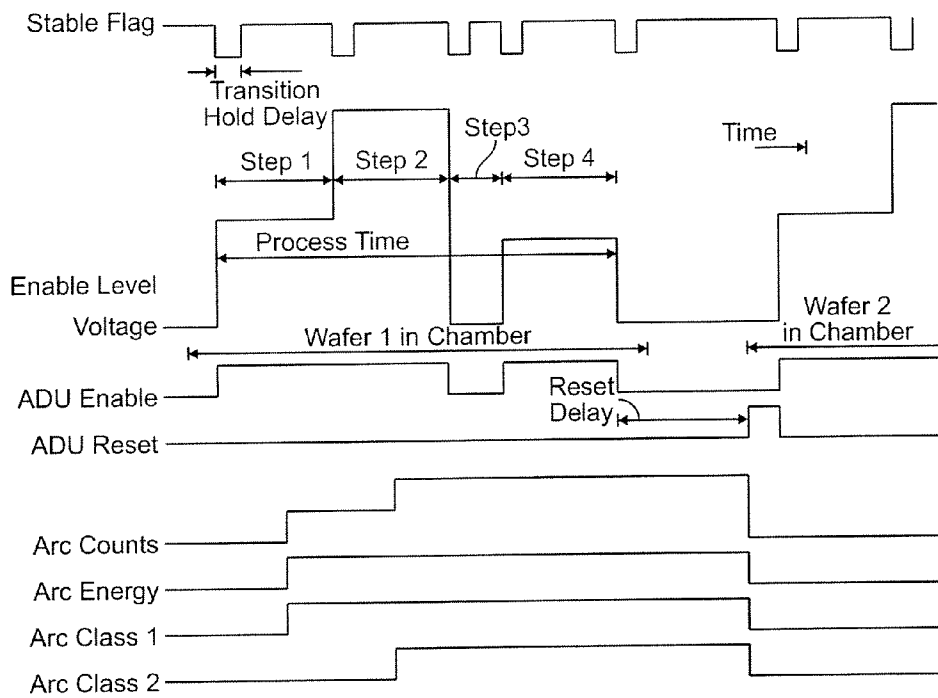 Stable Flag
Transition
Hold Delay
Step3
Time
Step 1
Step 2
Step 4
Process Time
Enable Level
Voltage
Wafer 1 in Chamber
Wafer 2
in Chamber
ADU Enable
Reset
Delay
ADU Reset
Arc Counts
Arc Energy
Arc Class 1
Arc Class 2